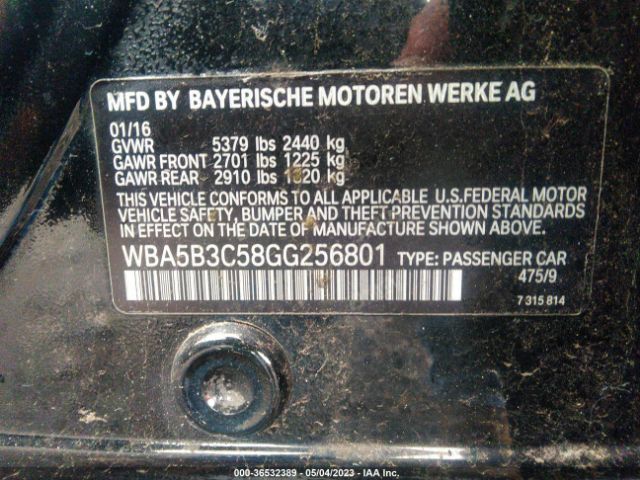 MFD BY BAYERISCHE MOTOREN WERKE AG
01/16
GVWR 5379 lbs 2440 kg
GAWR FRONT 2701 lbs 1225 kg
GAWR REAR 2910 lbs 1320 kg
THIS VEHICLE CONFORMS TO ALL APPLICABLE U.S.FEDERAL MOTOR
VEHICLE SAFETY, BUMPER AND THEFT PREVENTION STANDARDS
IN EFFECT ON THE DATE OF MANUFACTURE SHOWN ABOVE.
WBA5B3C58GG256801 TYPE: PASSENGER CAR
475/9
7 315 814
000-36532389 - 05/04/2023 - IAA Inc.